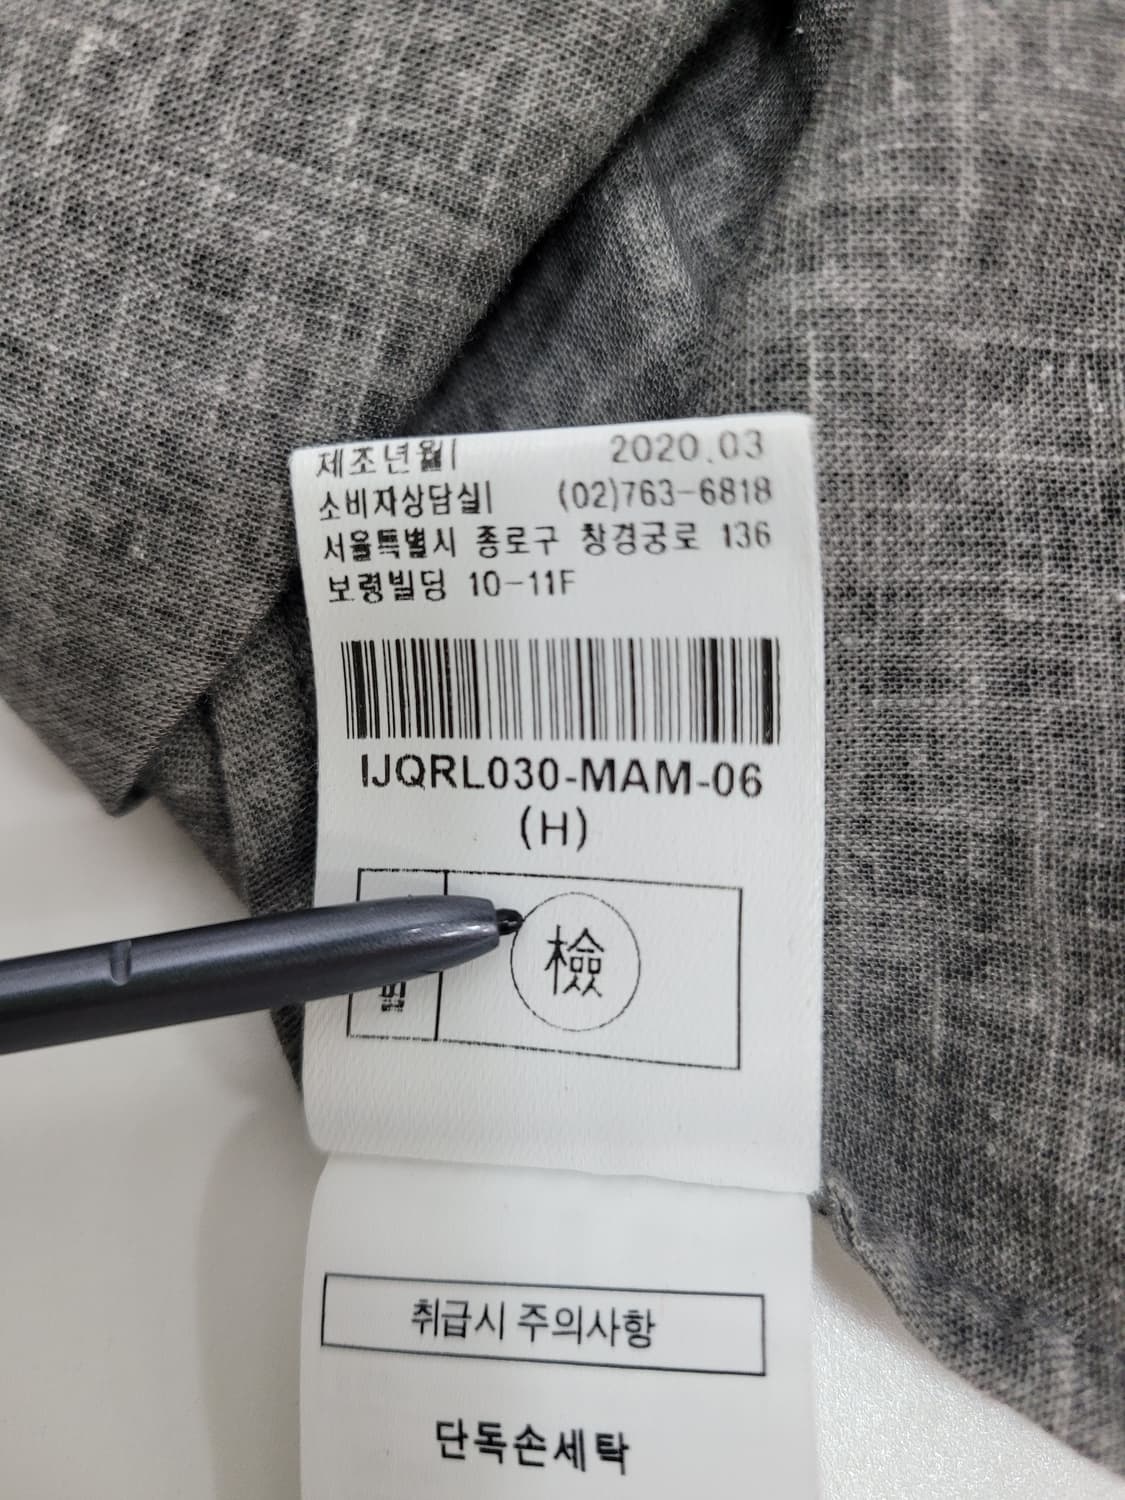 제조년월| 2020.03
소비자상담실| (02)763-6818
서울특별시 종로구 창경궁로 136
보령빌딩 10-11F
IJQRL030-MAM-06
(H)
檢
취급시 주의사항
단독손세탁